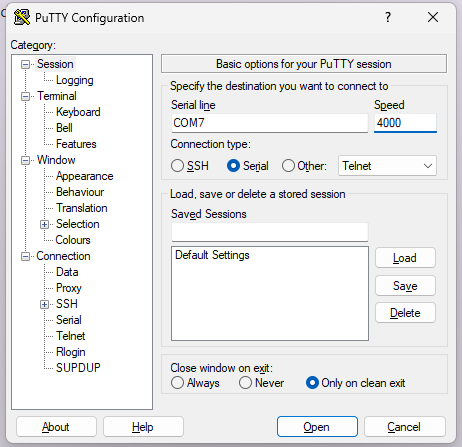 PuTTY Configuration
Category:
Session
Logging
Terminal
Keyboard
Bell
Features
Window
Appearance
Behaviour
Translation
Selection
Colours
Connection
Data
Proxy
SSH
Serial
Telnet
Rlogin
SUPDUP
Basic options for your PuTTY session
Specify the destination you want to connect to
Serial line Speed
COM7 4000
Connection type:
SSH Serial Other: Telnet
Load, save or delete a stored session
Saved Sessions
Default Settings
Load
Save
Delete
Close window on exit:
Always Never Only on clean exit
About Help Open Cancel